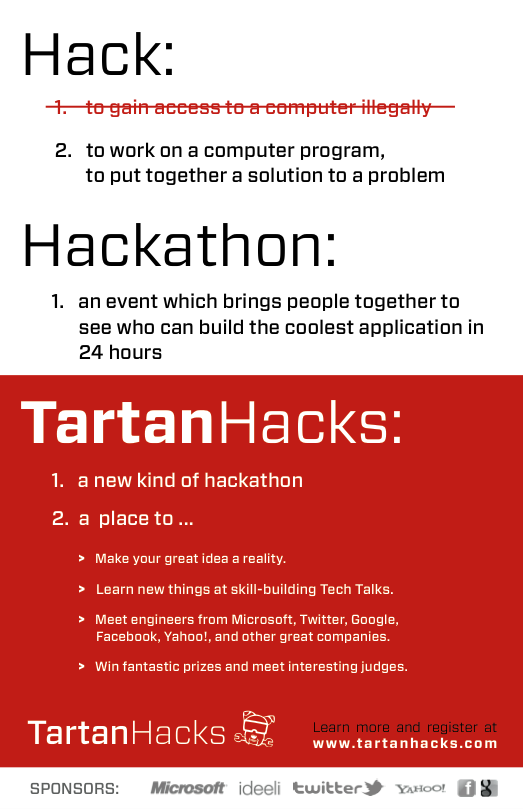 Hack:
1. to gain access to a computer illegally
2. to work on a computer program,
to put together a solution to a problem
Hackathon:
1. an event which brings people together to
see who can build the coolest application in
24 hours
TartanHacks:
1. a new kind of hackathon
2. a place to ...
> Make your great idea a reality.
> Learn new things at skill-building Tech Talks.
> Meet engineers from Microsoft, Twitter, Google,
Facebook, Yahoo!, and other great companies.
> Win fantastic prizes and meet interesting judges.
TartanHacks
Learn more and register at
www.tartanhacks.com
SPONSORS: Microsoft ideeli twitter YAHOO! f g